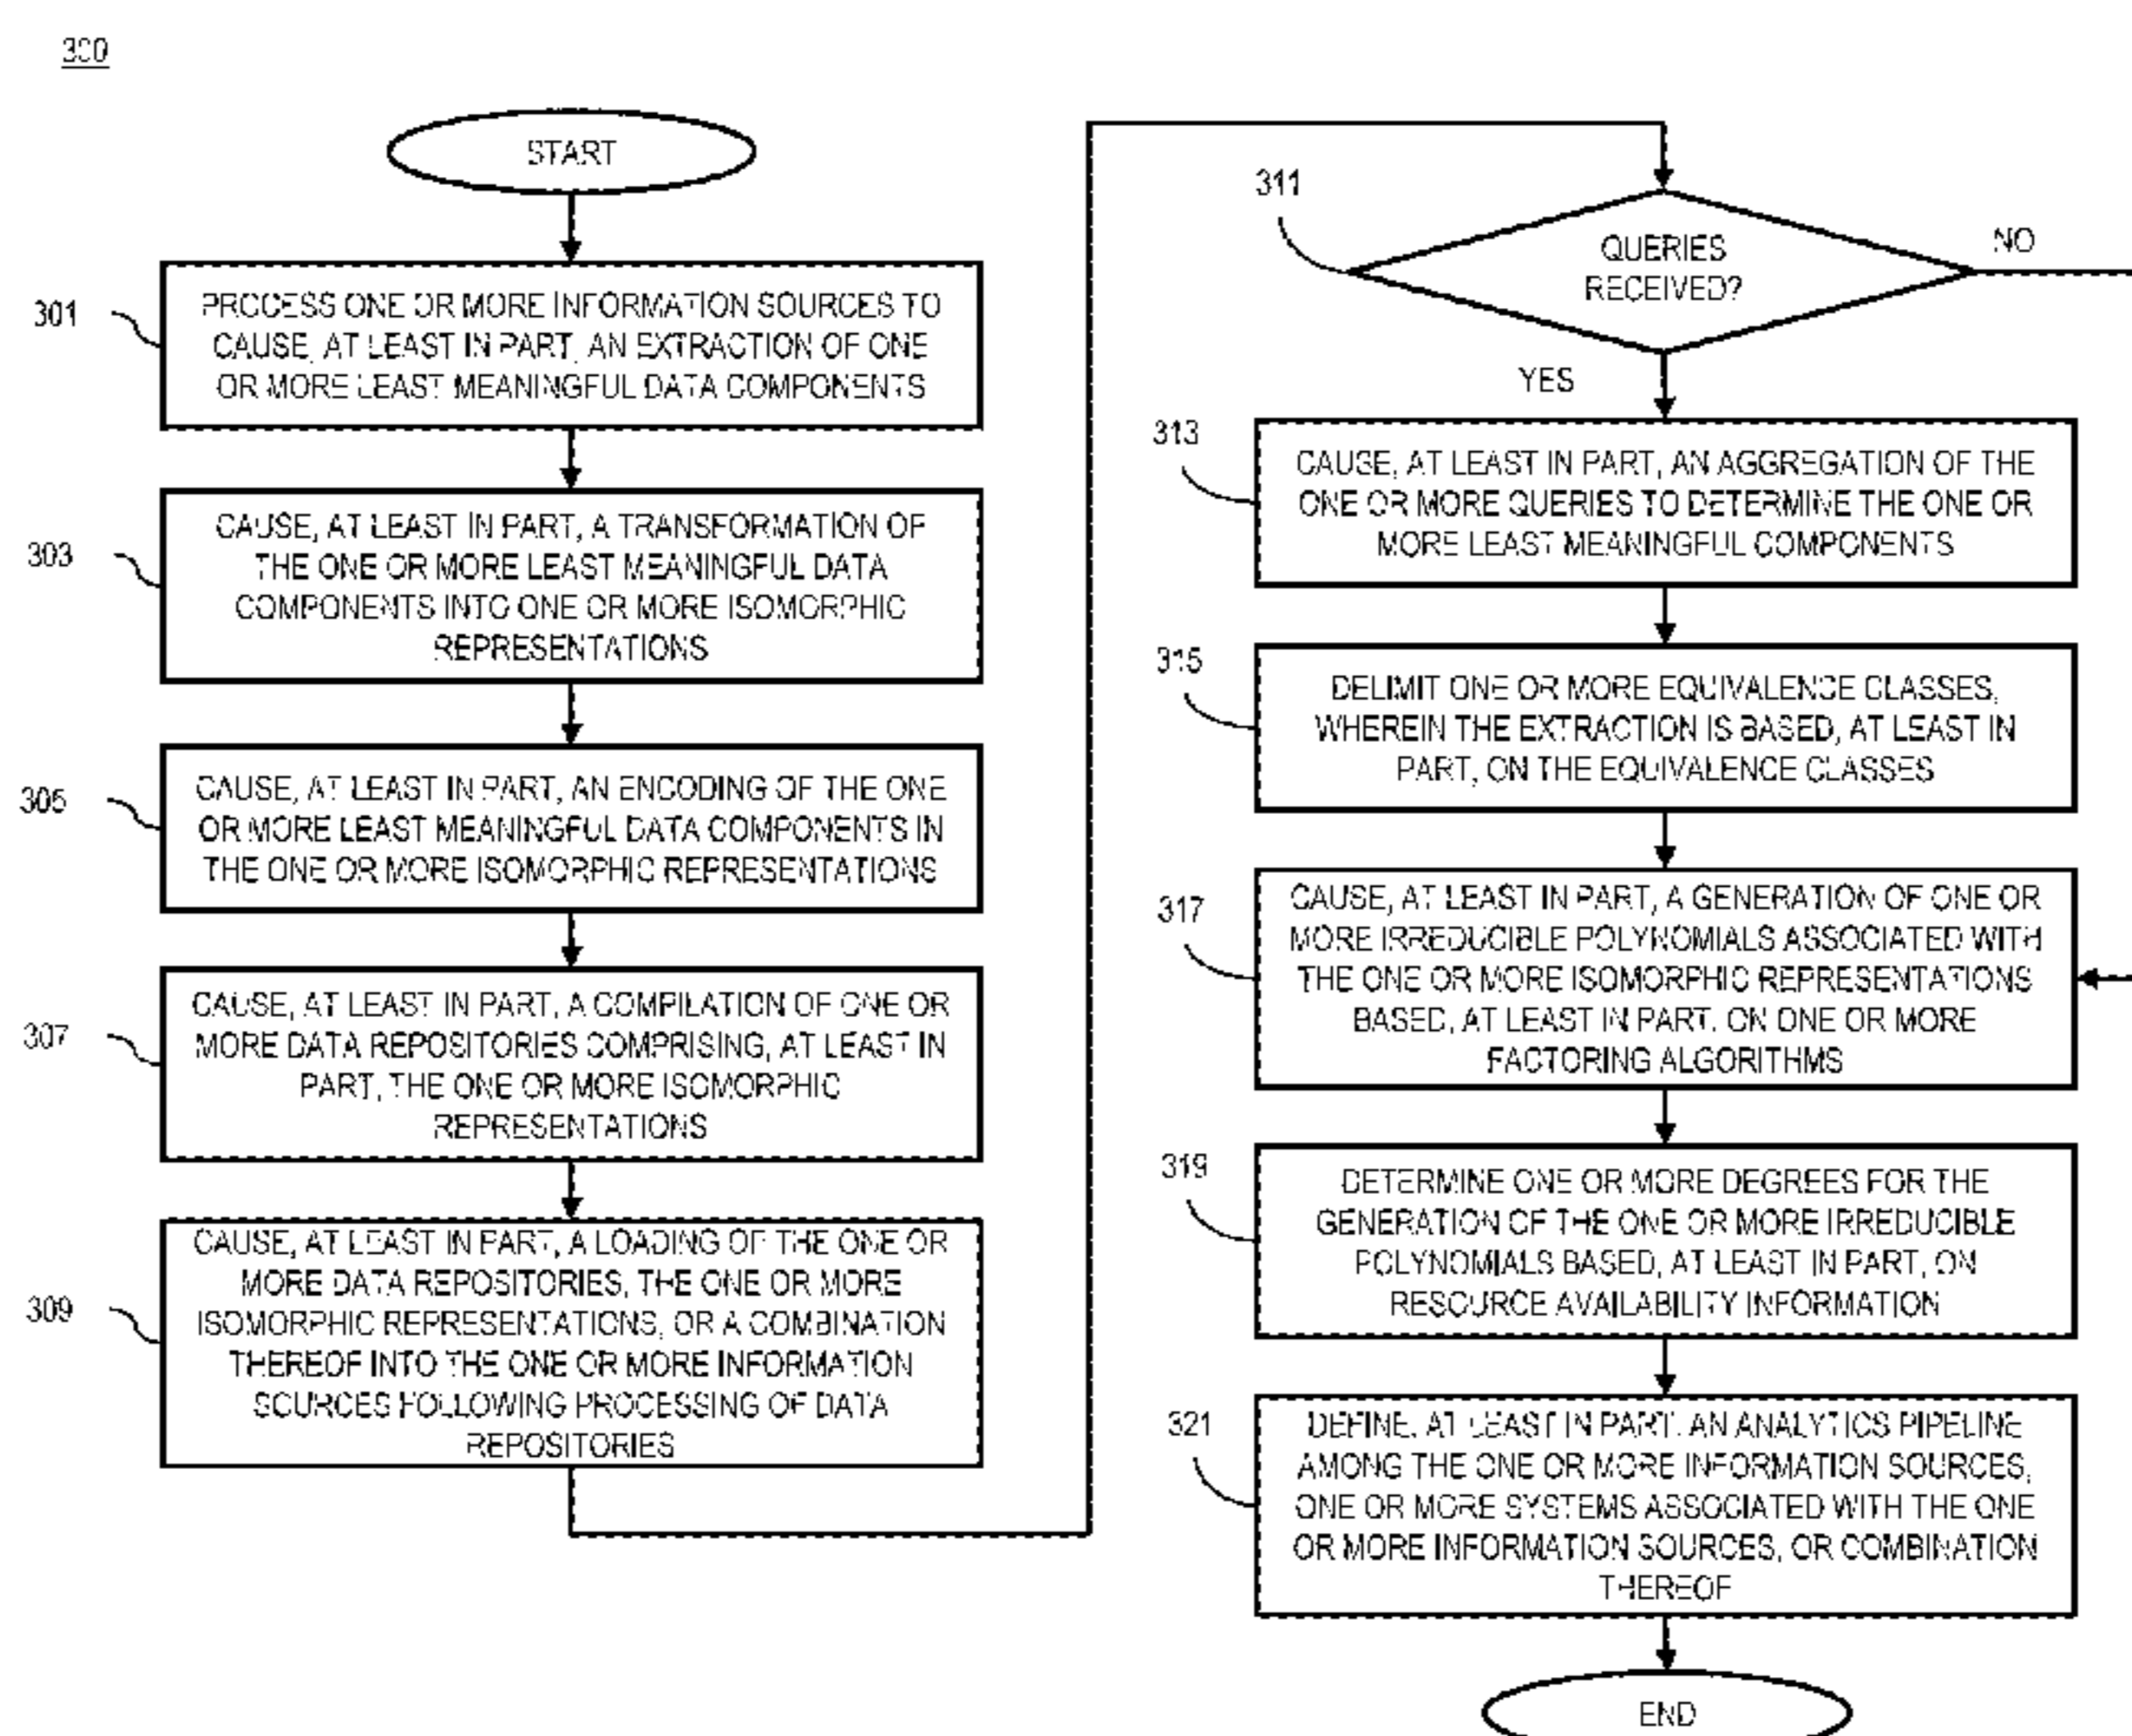 300
START
301
PROCESS ONE OR MORE INFORMATION SOURCES TO
CAUSE, AT LEAST IN PART, AN EXTRACTION OF ONE
OR MORE LEAST MEANINGFUL DATA COMPONENTS
303
CAUSE, AT LEAST IN PART, A TRANSFORMATION OF
THE ONE OR MORE LEAST MEANINGFUL DATA
COMPONENTS INTO ONE OR MORE ISOMORPHIC
REPRESENTATIONS
305
CAUSE, AT LEAST IN PART, AN ENCODING OF THE ONE
OR MORE LEAST MEANINGFUL DATA COMPONENTS IN
THE ONE OR MORE ISOMORPHIC REPRESENTATIONS
307
CAUSE, AT LEAST IN PART, A COMPILATION OF ONE OR
MORE DATA REPOSITORIES COMPRISING, AT LEAST IN
PART, THE ONE OR MORE ISOMORPHIC
REPRESENTATIONS
309
CAUSE, AT LEAST IN PART, A LOADING OF THE ONE OR
MORE DATA REPOSITORIES, THE ONE OR MORE
ISOMORPHIC REPRESENTATIONS, OR A COMBINATION
THEREOF INTO THE ONE OR MORE INFORMATION
SOURCES FOLLOWING PROCESSING OF DATA
REPOSITORIES
311
QUERIES
RECEIVED?
NO
YES
313
CAUSE, AT LEAST IN PART, AN AGGREGATION OF THE
ONE OR MORE QUERIES TO DETERMINE THE ONE OR
MORE LEAST MEANINGFUL COMPONENTS
315
DELIMIT ONE OR MORE EQUIVALENCE CLASSES,
WHEREIN THE EXTRACTION IS BASED, AT LEAST IN
PART, ON THE EQUIVALENCE CLASSES
317
CAUSE, AT LEAST IN PART, A GENERATION OF ONE OR
MORE IRREDUCIBLE POLYNOMIALS ASSOCIATED WITH
THE ONE OR MORE ISOMORPHIC REPRESENTATIONS
BASED, AT LEAST IN PART, ON ONE OR MORE
FACTORING ALGORITHMS
319
DETERMINE ONE OR MORE DEGREES FOR THE
GENERATION OF THE ONE OR MORE IRREDUCIBLE
POLYNOMIALS BASED, AT LEAST IN PART, ON
RESOURCE AVAILABILITY INFORMATION
321
DEFINE, AT LEAST IN PART, AN ANALYTICS PIPELINE
AMONG THE ONE OR MORE INFORMATION SOURCES,
ONE OR MORE SYSTEMS ASSOCIATED WITH THE ONE
OR MORE INFORMATION SOURCES, OR COMBINATION
THEREOF
END